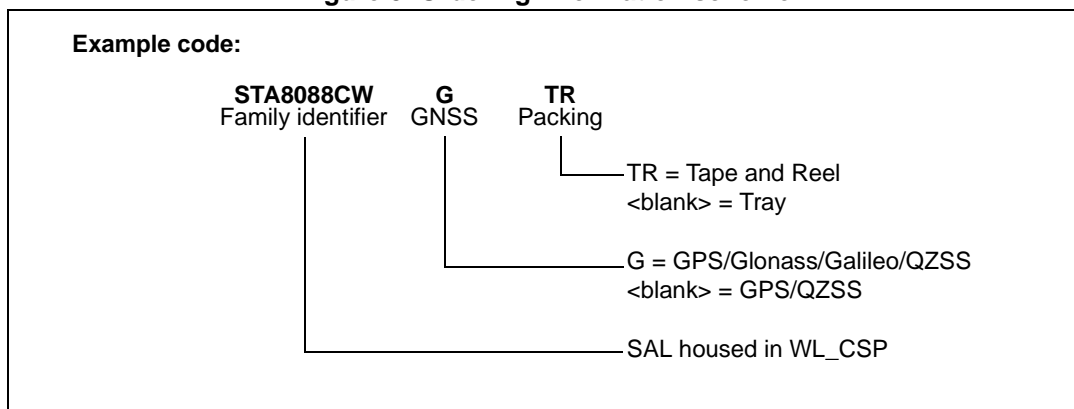 Example code:
STA8088CW G TR
Family identifier GNSS Packing
TR = Tape and Reel
<blank> = Tray
G = GPS/Glonass/Galileo/QZSS
<blank> = GPS/QZSS
SAL housed in WL_CSP